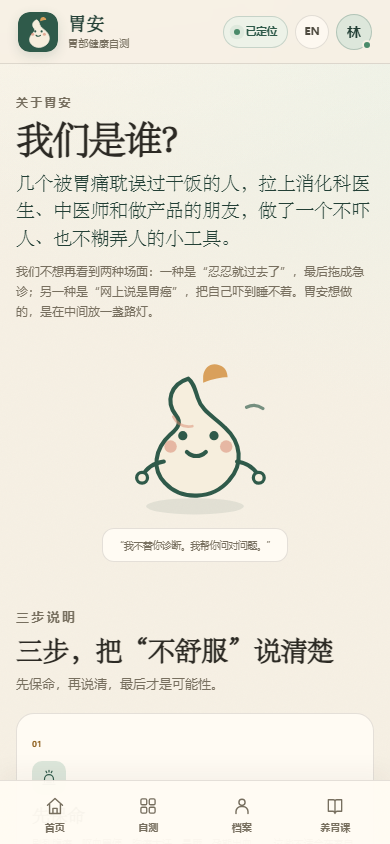 胃安
胃部健康自测
已定位
EN
林
关于胃安
我们是谁？
几个被胃痛耽误过干饭的人，拉上消化科医
生、中医师和做产品的朋友，做了一个不吓
人、也不糊弄人的小工具。
我们不想再看到两种场面：一种是“忍忍就过去了”，最后拖成急
诊；另一种是“网上说是胃癌”，把自己吓到睡不着。胃安想做
的，是在中间放一盏路灯。
“我不替你诊断。我帮你问对问题。”
三步说明
三步，把“不舒服”说清楚
先保命，再说清，最后才是可能性。
01
首页
自测
档案
养胃课